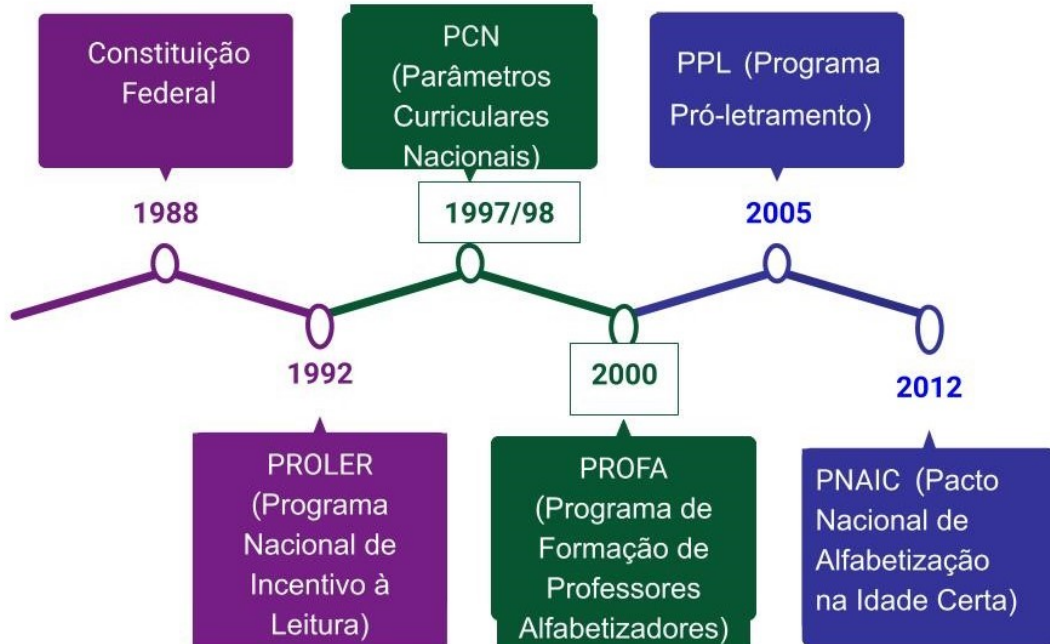 Constituição
Federal
1988
PROLER
(Programa
Nacional de
Incentivo à
Leitura)
1992
PCN
(Parâmetros
Curriculares
Nacionais)
1997/98
PROFA
(Programa de
Formação de
Professores
Alfabetizadores)
2000
PPL (Programa
Pró-letramento)
2005
PNAIC (Pacto
Nacional de
Alfabetização
na Idade Certa)
2012